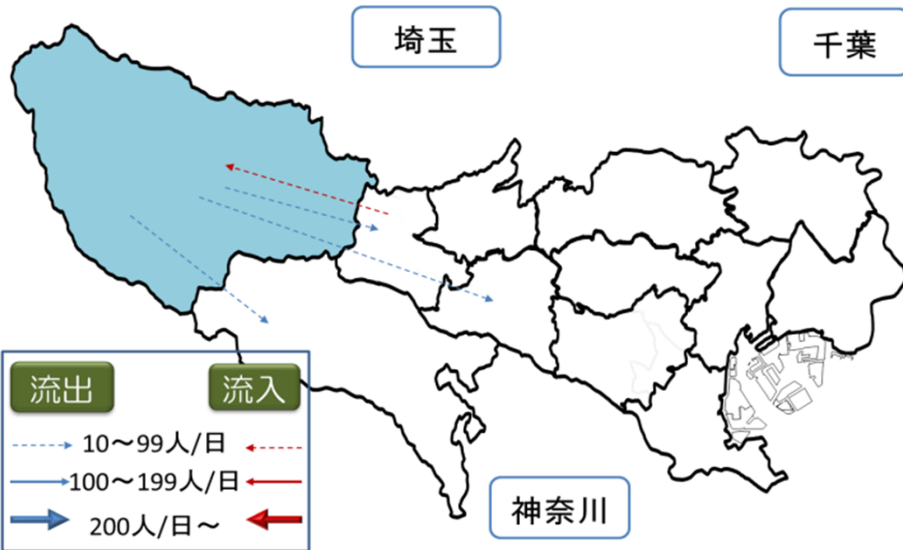 埼玉
千葉
流出
流入
10～99人/日
100～199人/日
200人/日～
神奈川